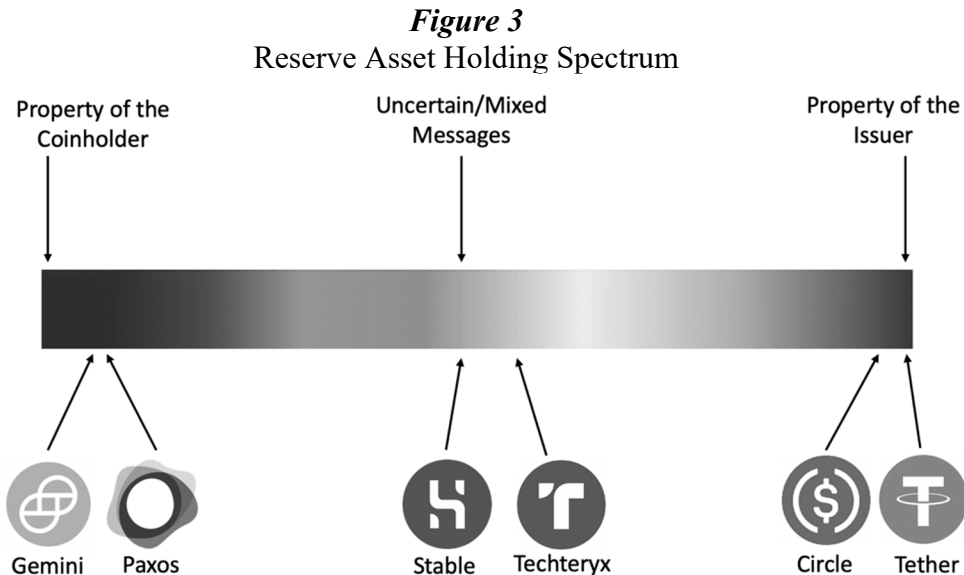 Figure 3
Reserve Asset Holding Spectrum
Property of the
Coinholder
Uncertain/Mixed
Messages
Property of the
Issuer
Gemini
Paxos
Stable
Techteryx
Circle
Tether